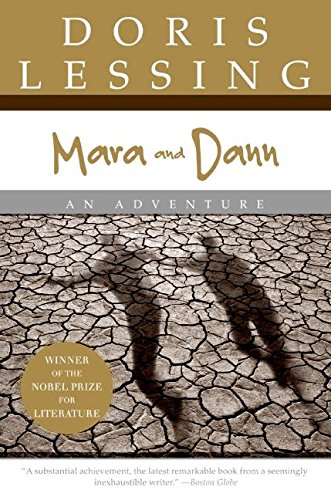 DORIS
LESSING
Mara and Dann
AN ADVENTURE
WINNER
OF THE
NOBEL PRIZE
FOR
LITERATURE
“A substantial achievement, the latest remarkable book from a seemingly
inexhaustible writer.” —Boston Globe